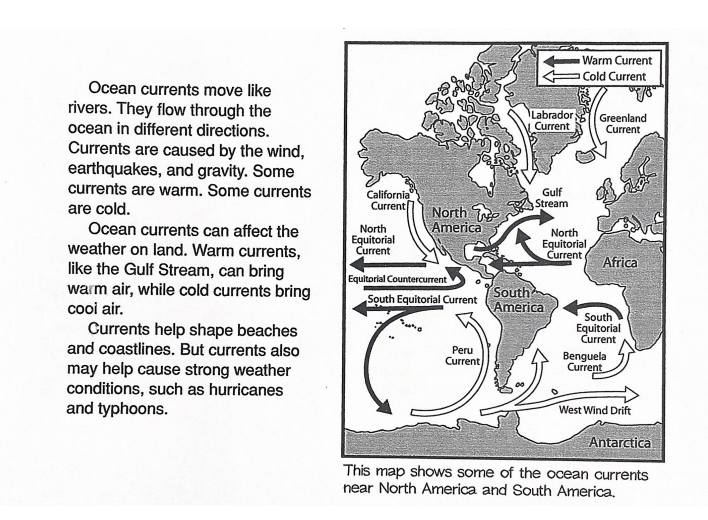 Ocean currents move like
rivers. They flow through the
ocean in different directions.
Currents are caused by the wind,
earthquakes, and gravity. Some
currents are warm. Some currents
are cold.
Ocean currents can affect the
weather on land. Warm currents,
like the Gulf Stream, can bring
warm air, while cold currents bring
cool air.
Currents help shape beaches
and coastlines. But currents also
may help cause strong weather
conditions, such as hurricanes
and typhoons.
Warm Current
Cold Current
Labrador
Current
Greenland
Current
California
Current
North
America
Gulf
Stream
North
Equitorial
Current
North
Equitorial
Current
Africa
Equitorial Countercurrent
South Equitorial Current
South
America
South
Equitorial
Current
Peru
Current
Benguela
Current
West Wind Drift
Antarctica
This map shows some of the ocean currents
near North America and South America.